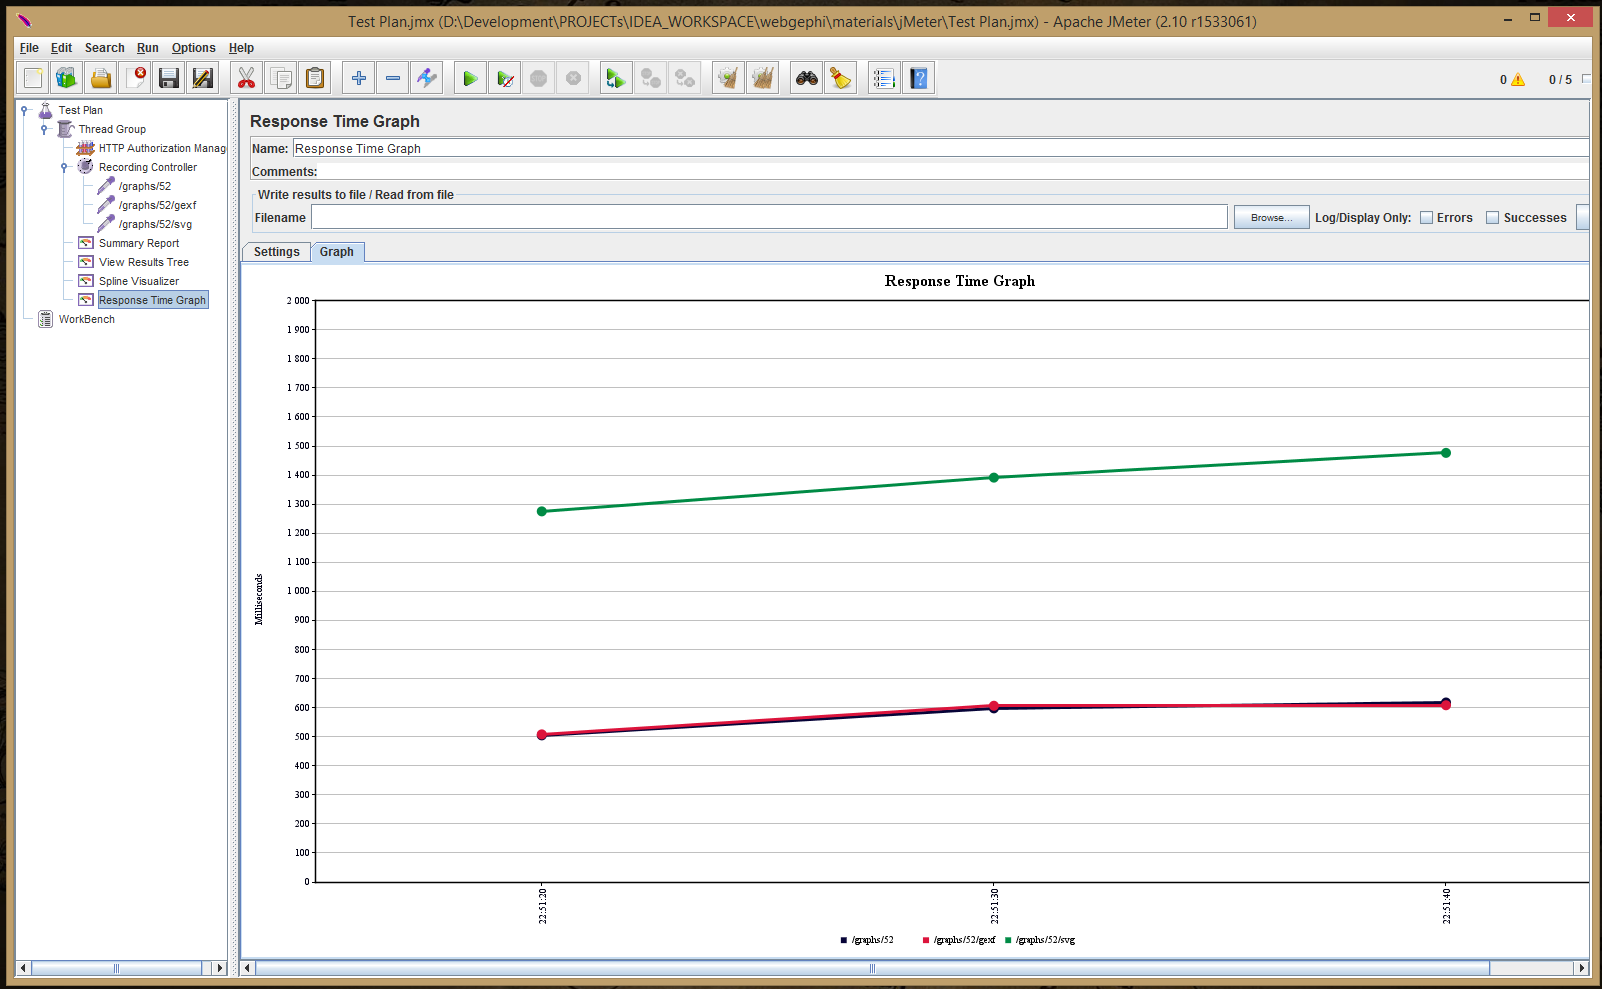 Test Plan.jmx (D:\Development\PROJECTs\IDEA_WORKSPACE\webgephi\materials\jMeter\Test Plan.jmx) - Apache JMeter (2.10 r1533061)
File Edit Search Run Options Help
0 0 / 5
Test Plan
Thread Group
HTTP Authorization Manag
Recording Controller
/graphs/52
/graphs/52/gexf
/graphs/52/svg
Summary Report
View Results Tree
Spline Visualizer
Response Time Graph
WorkBench
Response Time Graph
Name: Response Time Graph
Comments:
Write results to file / Read from file
Filename Browse... Log/Display Only: Errors Successes
Settings Graph
Response Time Graph
2 000
1 900
1 800
1 700
1 600
1 500
1 400
1 300
1 200
1 100
1 000
900
800
700
600
500
400
300
200
100
0
Milliseconds
22:51:20 22:51:30 22:51:40
/graphs/52 /graphs/52/gexf /graphs/52/svg